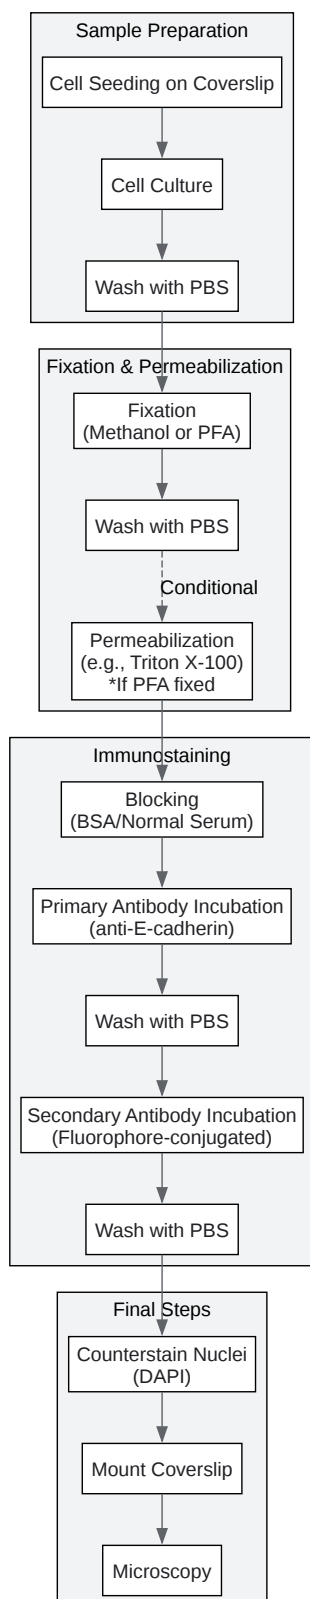 Sample Preparation
Cell Seeding on Coverslip
Cell Culture
Wash with PBS
Fixation & Permeabilization
Fixation
(Methanol or PFA)
Wash with PBS
Conditional
Permeabilization
(e.g., Triton X-100)
*If PFA fixed
Immunostaining
Blocking
(BSA/Normal Serum)
Primary Antibody Incubation
(anti-E-cadherin)
Wash with PBS
Secondary Antibody Incubation
(Fluorophore-conjugated)
Wash with PBS
Final Steps
Counterstain Nuclei
(DAPI)
Mount Coverslip
Microscopy